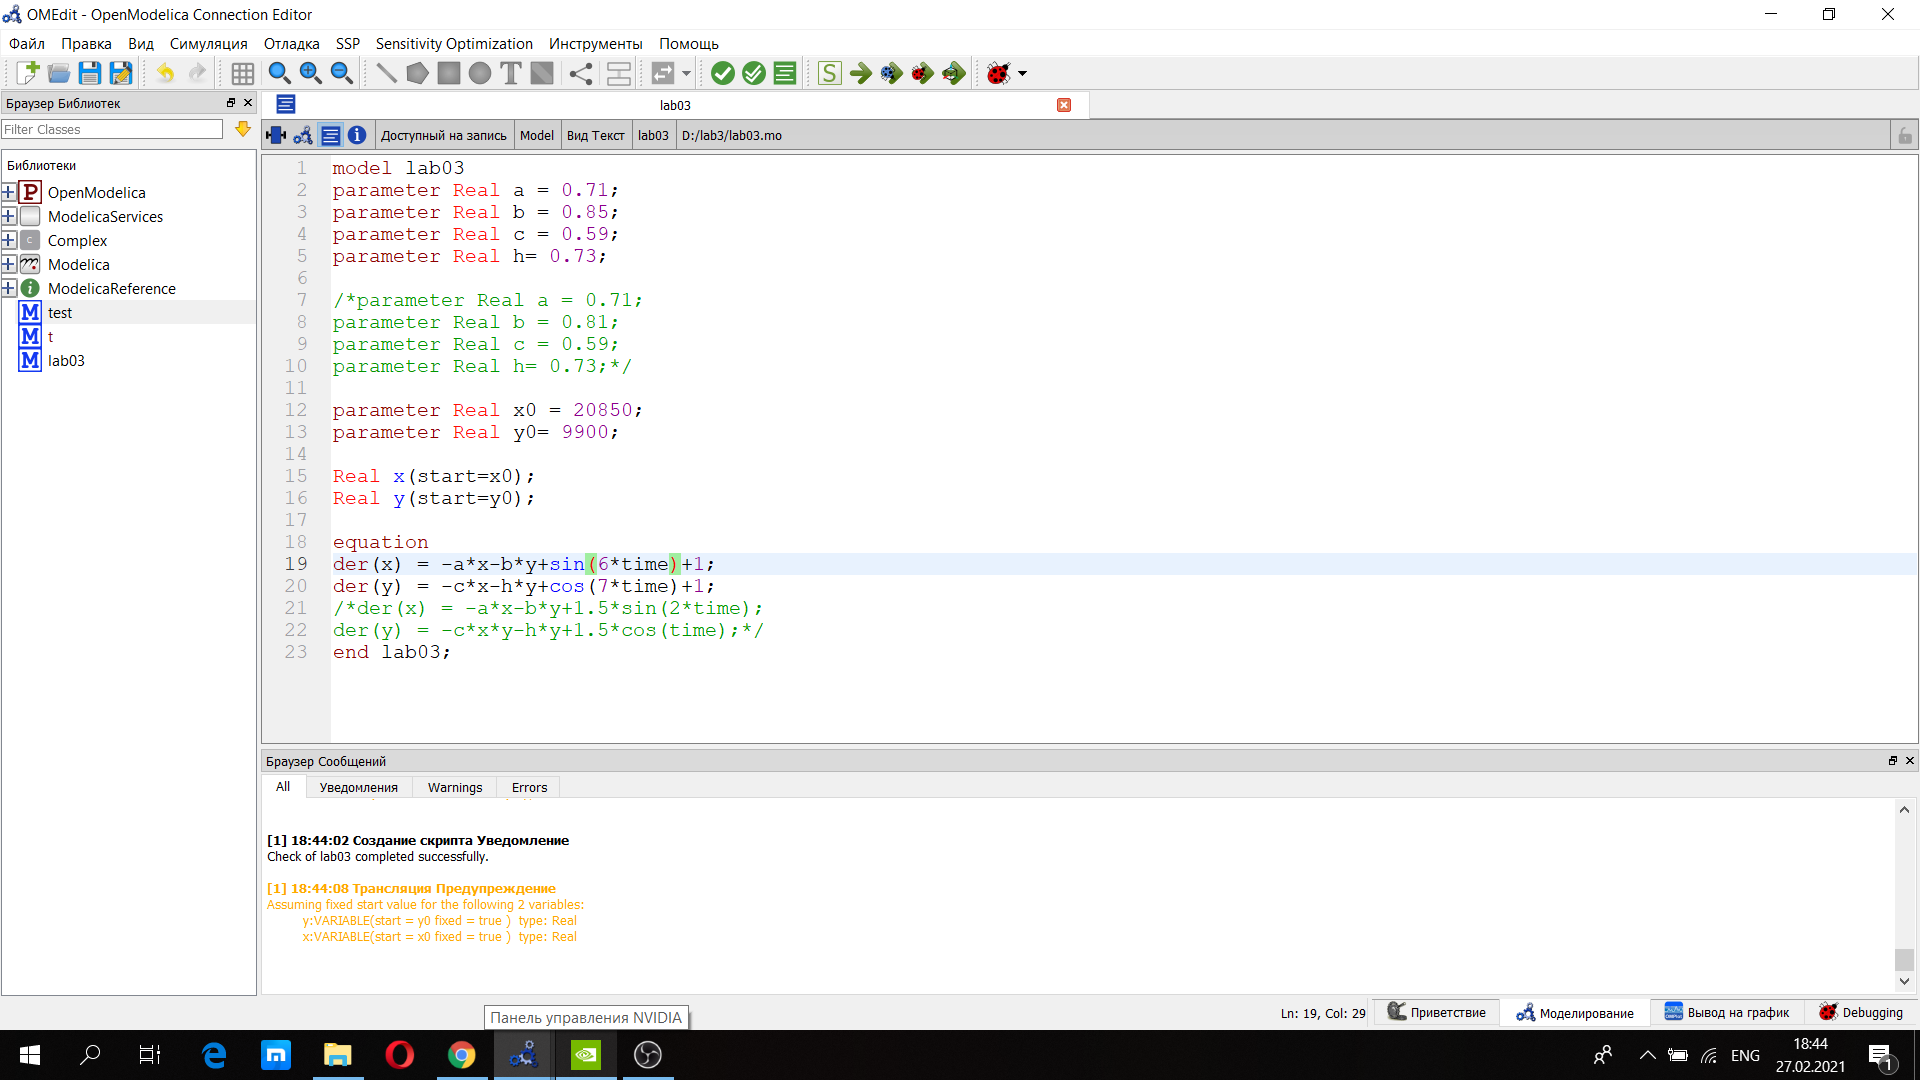 OMEdit - OpenModelica Connection Editor
Файл Правка Вид Симуляция Отладка SSP Sensitivity Optimization Инструменты Помощь
Браузер Библиотек
Filter Classes
Библиотеки
P OpenModelica
ModelicaServices
C Complex
Modelica
i ModelicaReference
M test
M t
M lab03
lab03
Доступный на запись Model Вид Текст lab03 D:/lab3/lab03.mo
1 model lab03
2 parameter Real a = 0.71;
3 parameter Real b = 0.85;
4 parameter Real c = 0.59;
5 parameter Real h= 0.73;
6
7 /*parameter Real a = 0.71;
8 parameter Real b = 0.81;
9 parameter Real c = 0.59;
10 parameter Real h= 0.73;*/
11
12 parameter Real x0 = 20850;
13 parameter Real y0= 9900;
14
15 Real x(start=x0);
16 Real y(start=y0);
17
18 equation
19 der(x) = -a*x-b*y+sin(6*time)+1;
20 der(y) = -c*x-h*y+cos(7*time)+1;
21 /*der(x) = -a*x-b*y+1.5*sin(2*time);
22 der(y) = -c*x*y-h*y+1.5*cos(time);*/
23 end lab03;
Браузер Сообщений
All Уведомления Warnings Errors
[1] 18:44:02 Создание скрипта Уведомление
Check of lab03 completed successfully.
[1] 18:44:08 Трансляция Предупреждение
Assuming fixed start value for the following 2 variables:
y:VARIABLE(start = y0 fixed = true ) type: Real
x:VARIABLE(start = x0 fixed = true ) type: Real
Панель управления NVIDIA
Ln: 19, Col: 29 Приветствие Моделирование Вывод на график Debugging
ENG
18:44
27.02.2021
1